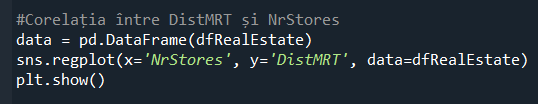 #Corelația între DistMRT și NrStores
data = pd.DataFrame(dfRealEstate)
sns.regplot(x='NrStores', y='DistMRT', data=dfRealEstate)
plt.show()